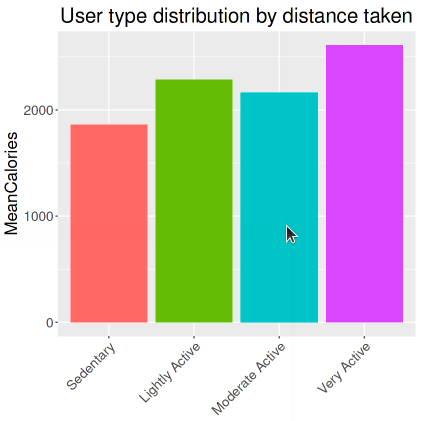 User type distribution by distance taken
MeanCalories
2000
1000
0
Sedentary
Lightly Active
Moderate Active
Very Active